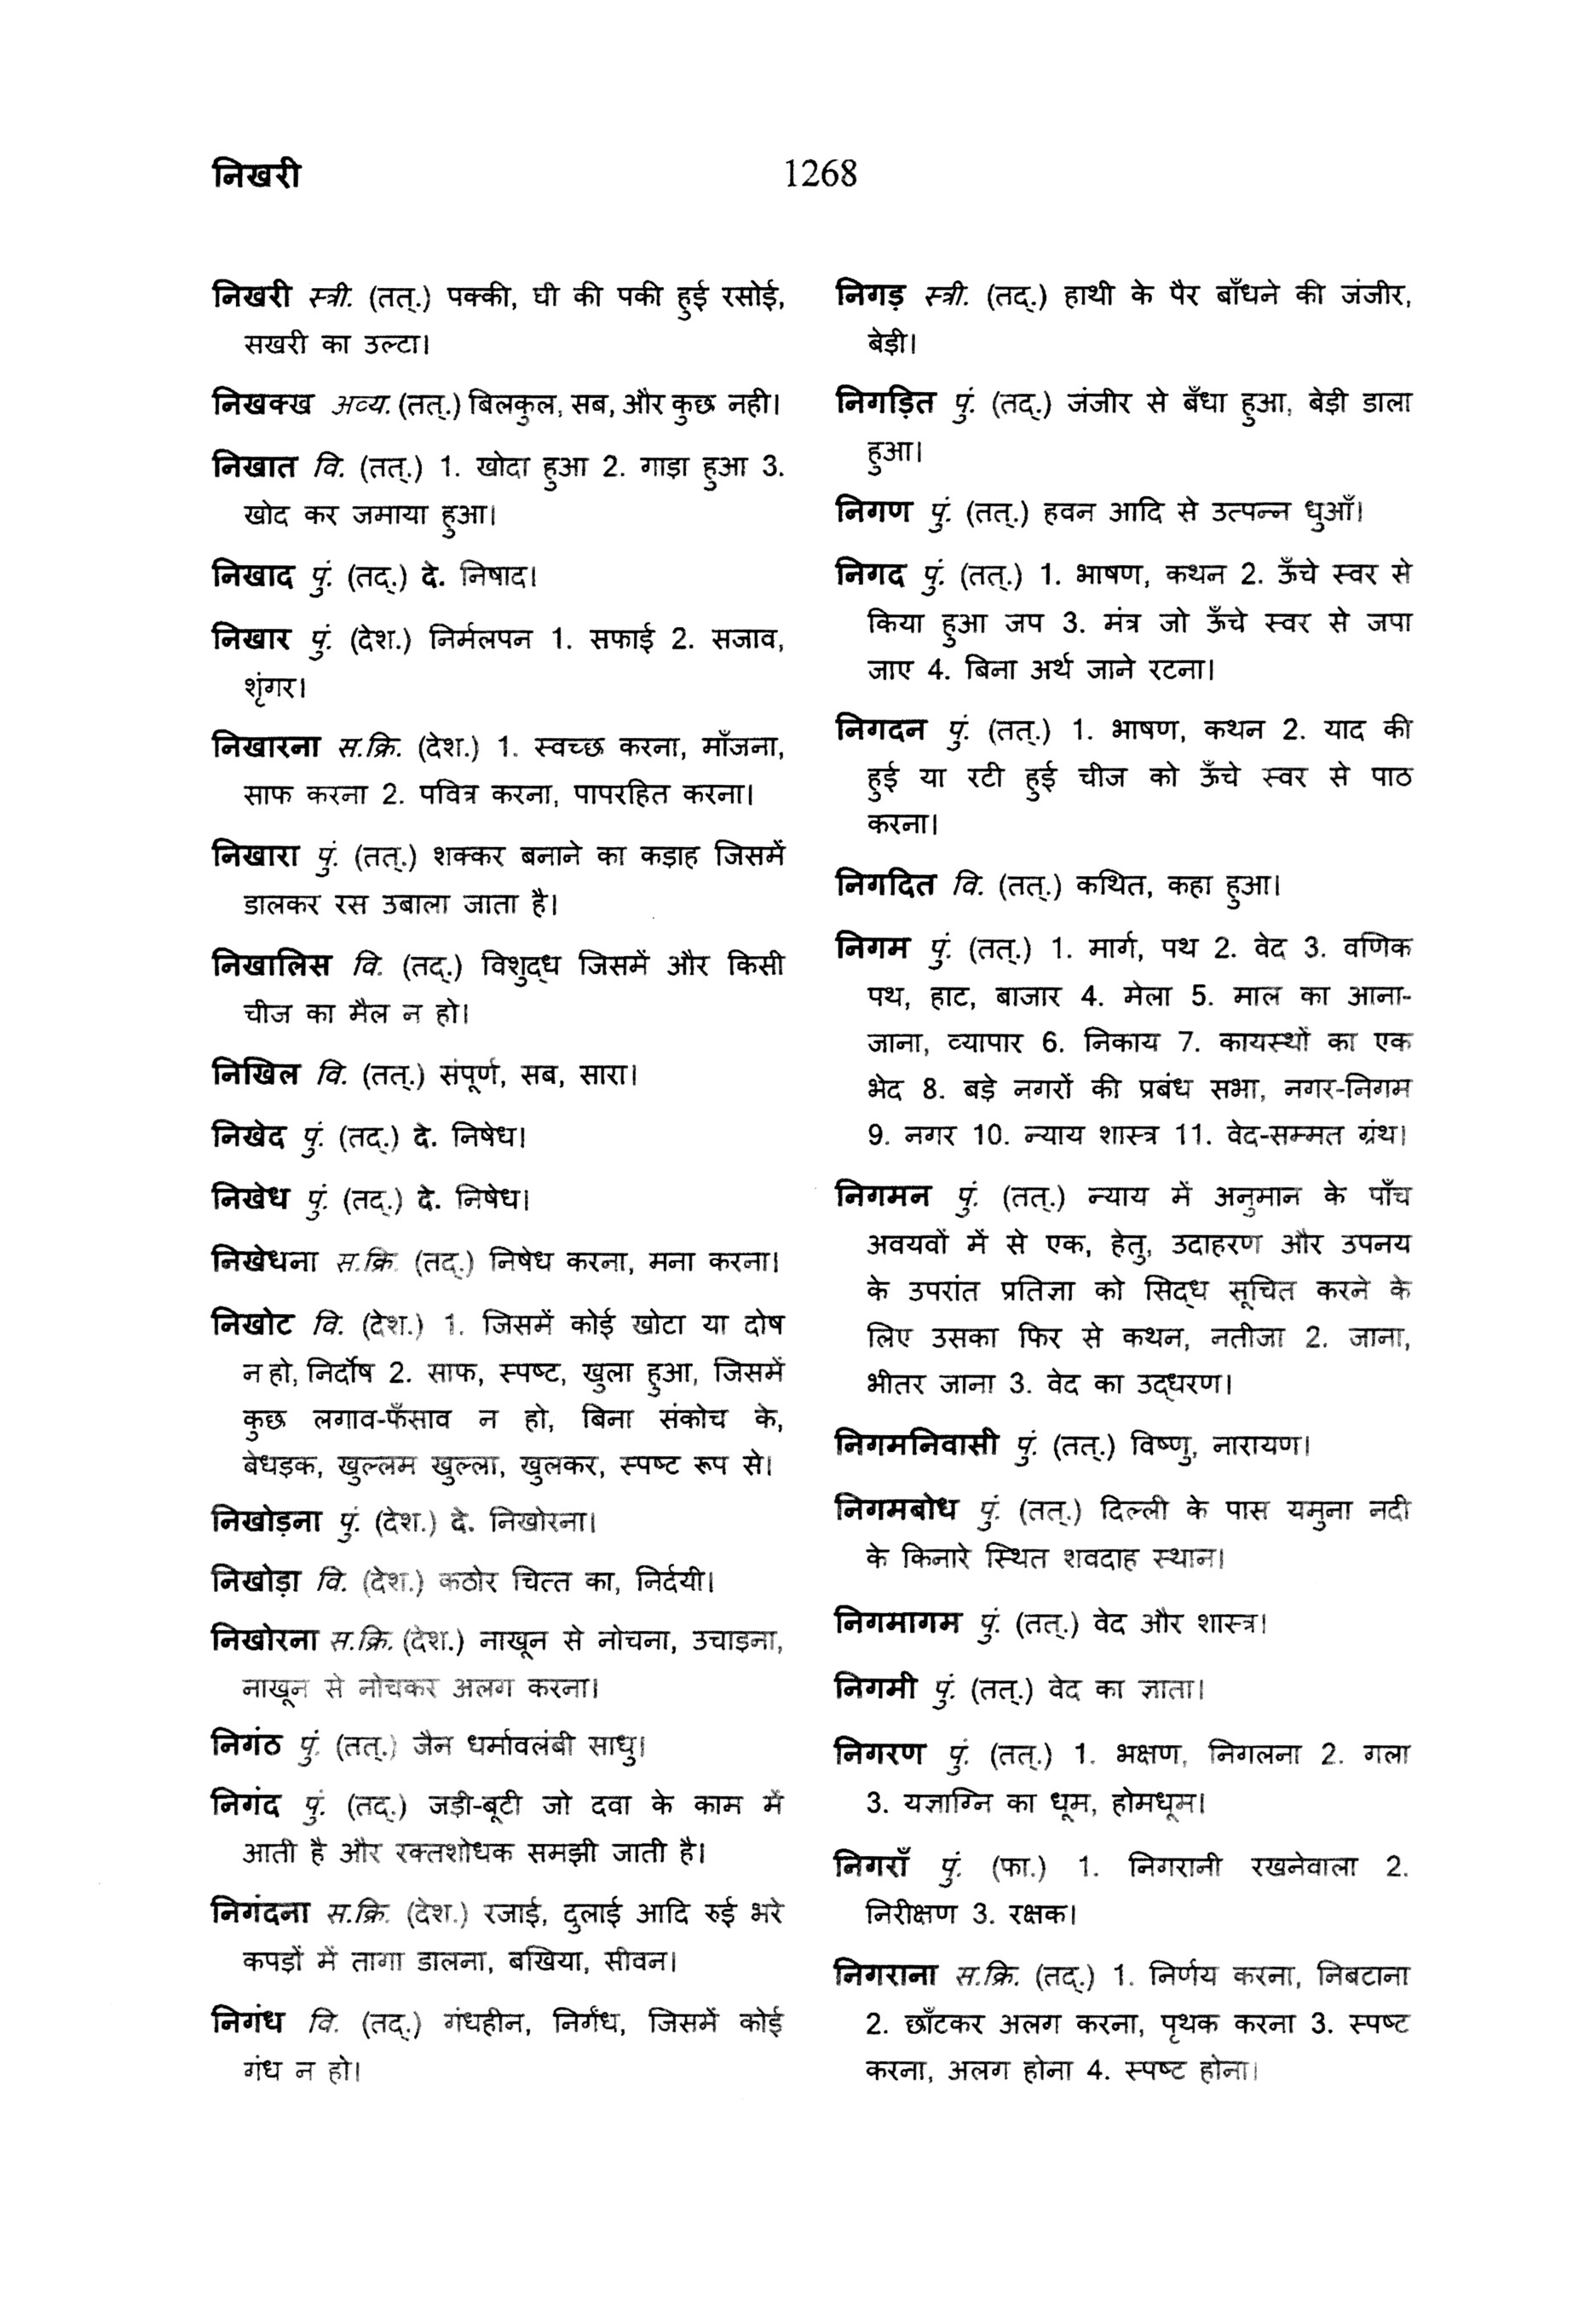 निखरी
1268
निखरी स्त्री. (तत्.) पक्की, घी की पकी हुई रसोई,
सखरी का उल्टा।
निखक्ख अव्य. (तत्.) बिलकुल, सब, और कुछ नही।
निखात वि. (तत्.) 1. खोदा हुआ 2. गाड़ा हुआ 3.
खोद कर जमाया हुआ।
निखाद पुं. (तद्.) दे. निषाद।
निखार पुं. (देश.) निर्मलपन 1. सफाई 2. सजाव,
शृंगर।
निखारना स.क्रि. (देश.) 1. स्वच्छ करना, माँजना,
साफ करना 2. पवित्र करना, पापरहित करना।
निखारा पुं. (तत्.) शक्कर बनाने का कड़ाह जिसमें
डालकर रस उबाला जाता है।
निखालिस वि. (तद्.) विशुद्ध जिसमें और किसी
चीज का मैल न हो।
निखिल वि. (तत्.) संपूर्ण, सब, सारा।
निखेद पुं. (तद्.) दे. निषेध।
निखेध पुं. (तद्.) दे. निषेध।
निखेधना स.क्रि. (तद्.) निषेध करना, मना करना।
निखोट वि. (देश.) 1. जिसमें कोई खोटा या दोष
न हो, निर्दोष 2. साफ, स्पष्ट, खुला हुआ, जिसमें
कुछ लगाव-फँसाव न हो, बिना संकोच के,
बेधड़क, खुल्लम खुल्ला, खुलकर, स्पष्ट रूप से।
निखोड़ना पुं. (देश.) दे. निखोरना।
निखोड़ा वि. (देश.) कठोर चित्त का, निर्दयी।
निखोरना स.क्रि. (देश.) नाखून से नोचना, उचाड़ना,
नाखून से नोचकर अलग करना।
निगंठ पुं. (तत्.) जैन धर्मावलंबी साधु।
निगंद पुं. (तद्.) जड़ी-बूटी जो दवा के काम में
आती है और रक्तशोधक समझी जाती है।
निगंदना स.क्रि. (देश.) रजाई, दुलाई आदि रुई भरे
कपड़ों में तागा डालना, बखिया, सीवन।
निगंध वि. (तद्.) गंधहीन, निर्गंध, जिसमें कोई
गंध न हो।
निगड़ स्त्री. (तद्.) हाथी के पैर बाँधने की जंजीर,
बेड़ी।
निगड़ित पुं. (तद्.) जंजीर से बँधा हुआ, बेड़ी डाला
हुआ।
निगण पुं. (तत्.) हवन आदि से उत्पन्न धुआँ।
निगद पुं. (तत्.) 1. भाषण, कथन 2. ऊँचे स्वर से
किया हुआ जप 3. मंत्र जो ऊँचे स्वर से जपा
जाए 4. बिना अर्थ जाने रटना।
निगदन पुं. (तत्.) 1. भाषण, कथन 2. याद की
हुई या रटी हुई चीज को ऊँचे स्वर से पाठ
करना।
निगदित वि. (तत्.) कथित, कहा हुआ।
निगम पुं. (तत्.) 1. मार्ग, पथ 2. वेद 3. वणिक
पथ, हाट, बाजार 4. मेला 5. माल का आना-
जाना, व्यापार 6. निकाय 7. कायस्थों का एक
भेद 8. बड़े नगरों की प्रबंध सभा, नगर-निगम
9. नगर 10. न्याय शास्त्र 11. वेद-सम्मत ग्रंथ।
निगमन पुं. (तत्.) न्याय में अनुमान के पाँच
अवयवों में से एक, हेतु, उदाहरण और उपनय
के उपरांत प्रतिज्ञा को सिद्ध सूचित करने के
लिए उसका फिर से कथन, नतीजा 2. जाना,
भीतर जाना 3. वेद का उद्धरण।
निगमनिवासी पुं. (तत्.) विष्णु, नारायण।
निगमबोध पुं. (तत्.) दिल्ली के पास यमुना नदी
के किनारे स्थित शवदाह स्थान।
निगमागम पुं. (तत्.) वेद और शास्त्र।
निगमी पुं. (तत्.) वेद का ज्ञाता।
निगरण पुं. (तत्.) 1. भक्षण, निगलना 2. गला
3. यज्ञाग्नि का धूम, होमधूम।
निगराँ पुं. (फा.) 1. निगरानी रखनेवाला 2.
निरीक्षण 3. रक्षक।
निगराना स.क्रि. (तद्.) 1. निर्णय करना, निबटाना
2. छाँटकर अलग करना, पृथक करना 3. स्पष्ट
करना, अलग होना 4. स्पष्ट होना।